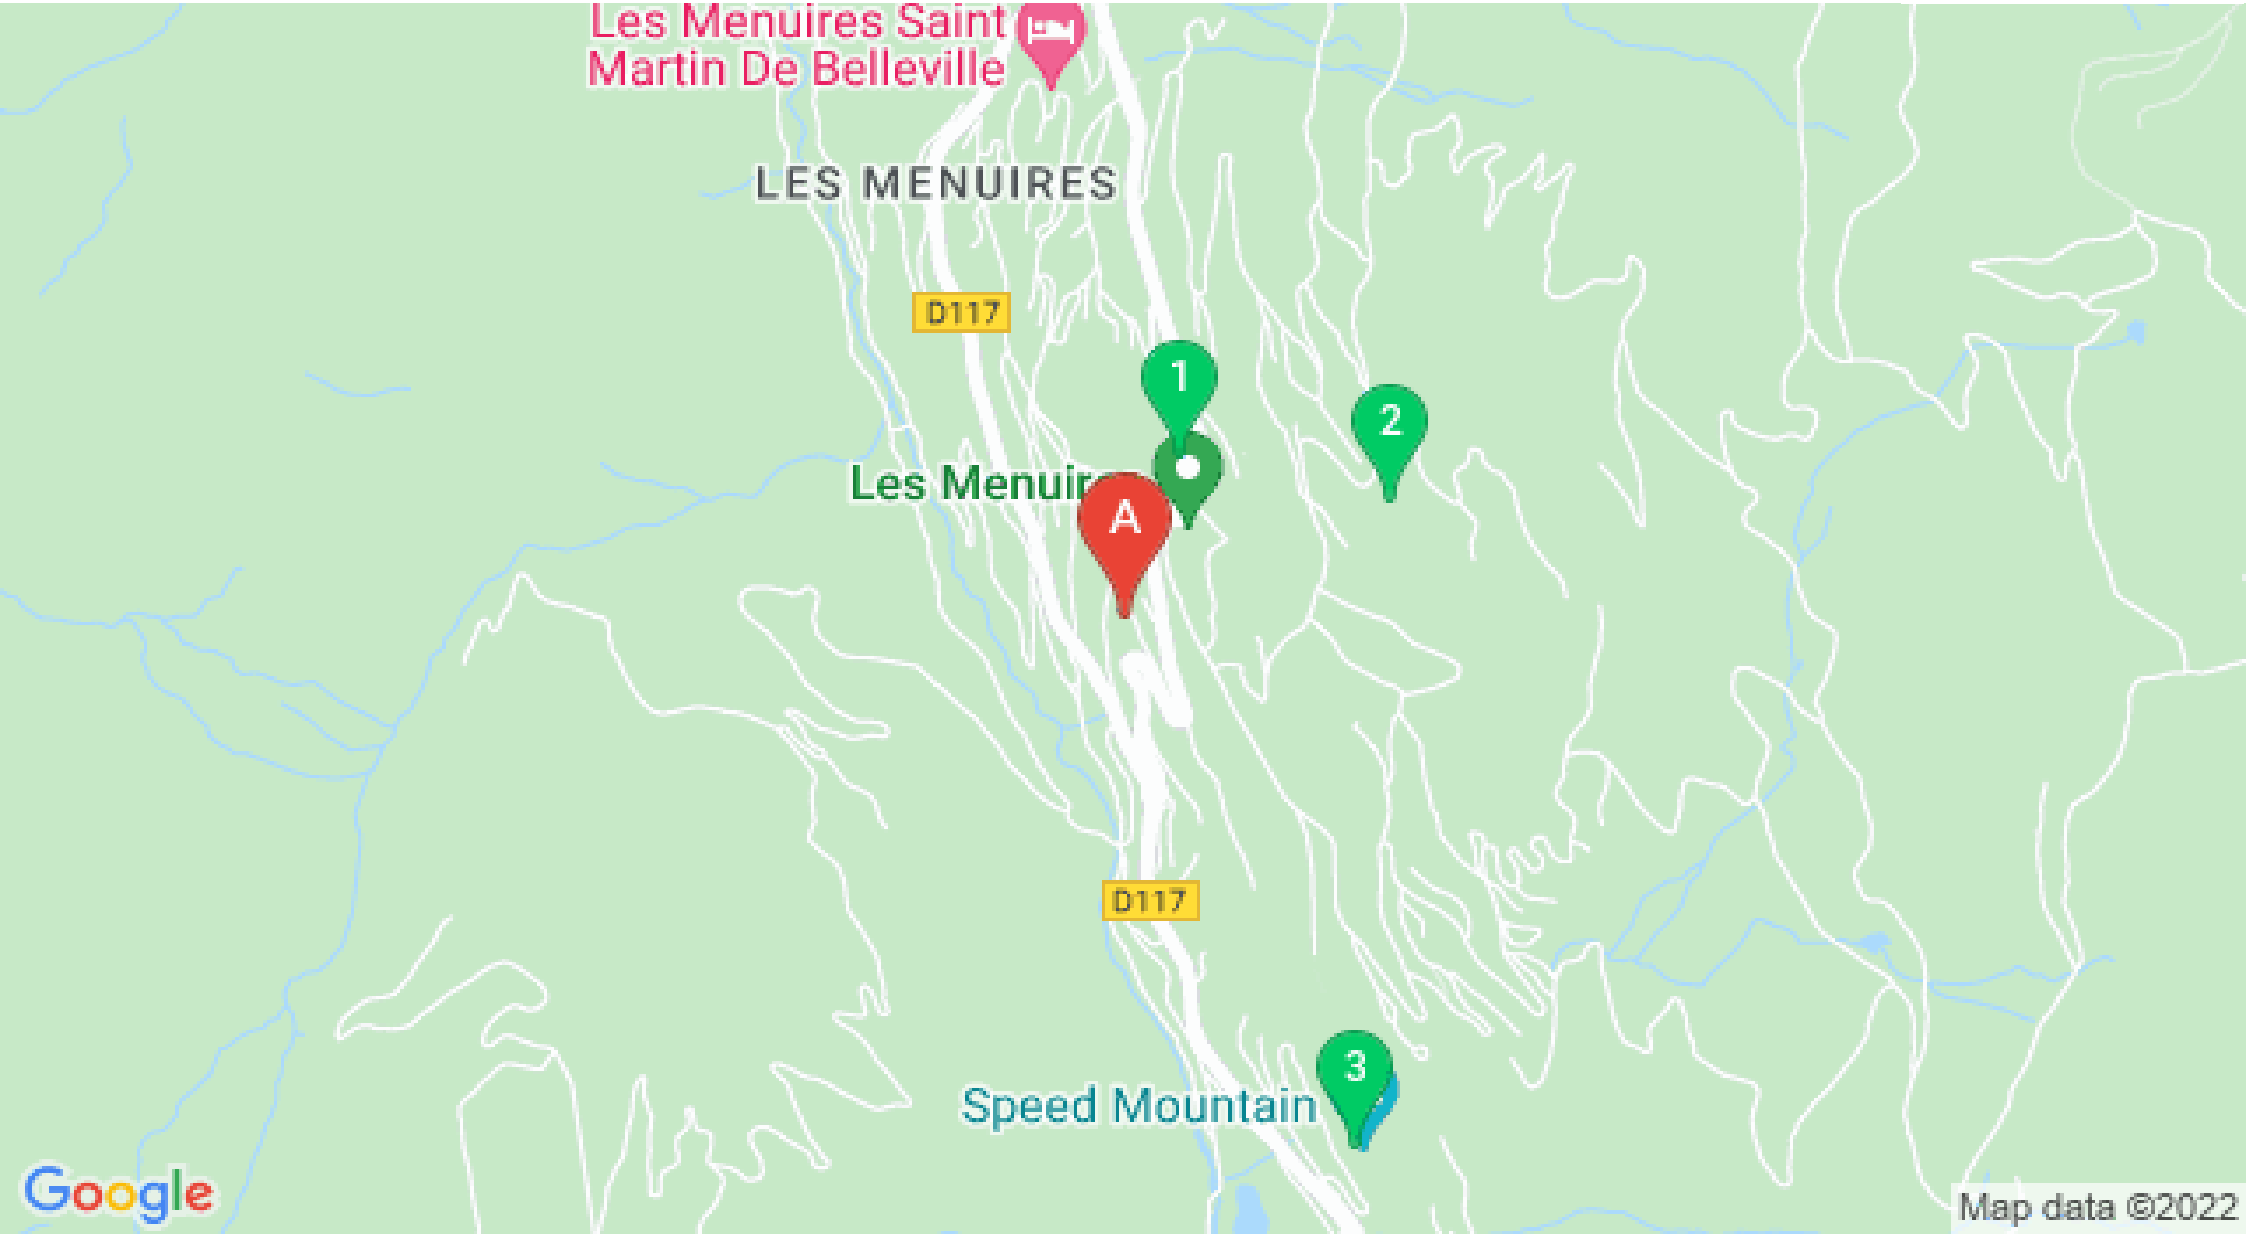 Les Menuires Saint
Martin De Belleville
LES MENUIRES
D117
1
2
Les Menuir
A
D117
3
Speed Mountain
Google
Map data ©2022